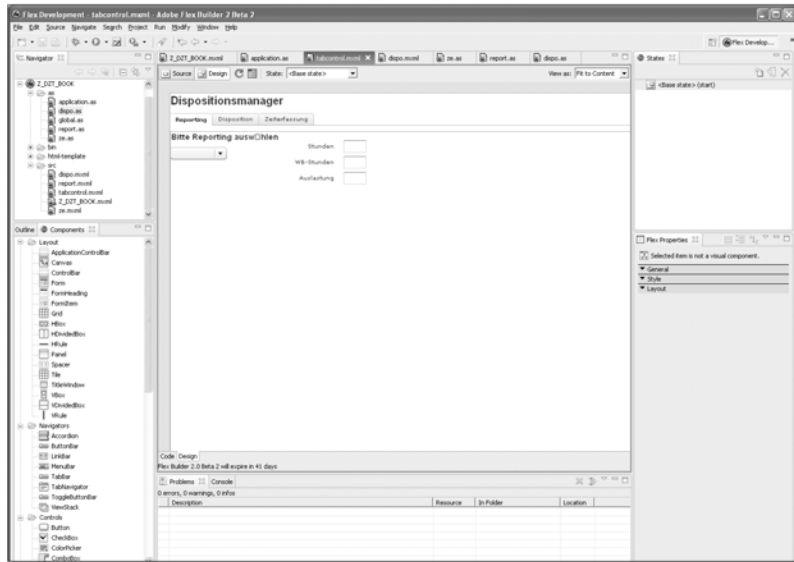 Flex Development - tabcontrol.mxml - Adobe Flex Builder 2 Beta 2
File Edit Source Navigate Search Project Run Modify Window Help
Flex Develop...
Navigator
Z_DZT_BOOK
as
application.as
dispo.as
global.as
report.as
ze.as
bin
html-template
src
dispo.mxml
report.mxml
tabcontrol.mxml
Z_DZT_BOOK.mxml
ze.mxml
Outline Components
Layout
ApplicationControlBar
Canvas
ControlBar
Form
FormHeading
FormItem
Grid
HBox
HDividedBox
HRule
Panel
Spacer
Tile
TitleWindow
VBox
VDividedBox
VRule
Navigators
Accordion
ButtonBar
LinkBar
MenuBar
TabBar
TabNavigator
ToggleButtonBar
ViewStack
Controls
Button
CheckBox
ColorPicker
ComboBox
Z_DZT_BOOK.mxml application.as tabcontrol.mxml dispo.mxml ze.as report.as dispo.as
Source Design State: <Base state> View as: Fit to Content
Dispositionsmanager
Reporting Disposition Zeiterfassung
Bitte Reporting ausw□hlen
Stunden
WB-Stunden
Auslastung
Code Design
Flex Builder 2.0 Beta 2 will expire in 41 days
Problems Console
0 errors, 0 warnings, 0 infos
Description Resource In Folder Location
States
<Base state> (start)
Flex Properties
Selected item is not a visual component.
General
Style
Layout